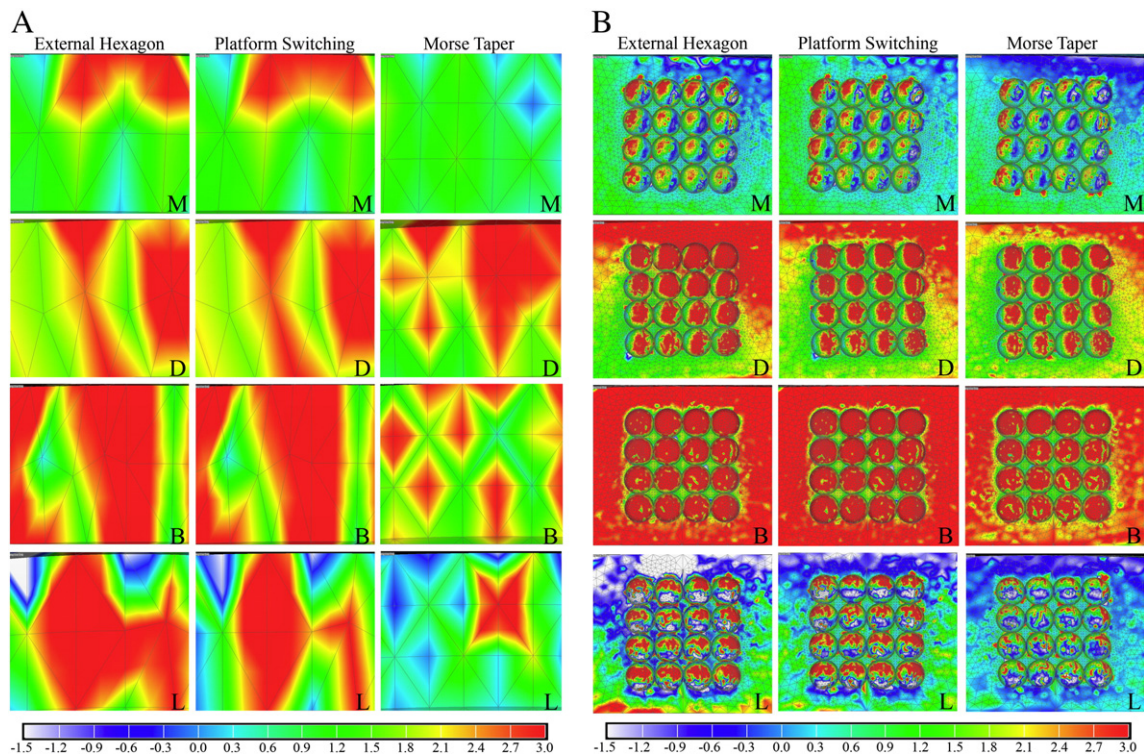 A
External Hexagon Platform Switching Morse Taper
M M M
D D D
B B B
L L L
-1.5 -1.2 -0.9 -0.6 -0.3 0.0 0.3 0.6 0.9 1.2 1.5 1.8 2.1 2.4 2.7 3.0
B
External Hexagon Platform Switching Morse Taper
M M M
D D D
B B B
L L L
-1.5 -1.2 -0.9 -0.6 -0.3 0.0 0.3 0.6 0.9 1.2 1.5 1.8 2.1 2.4 2.7 3.0